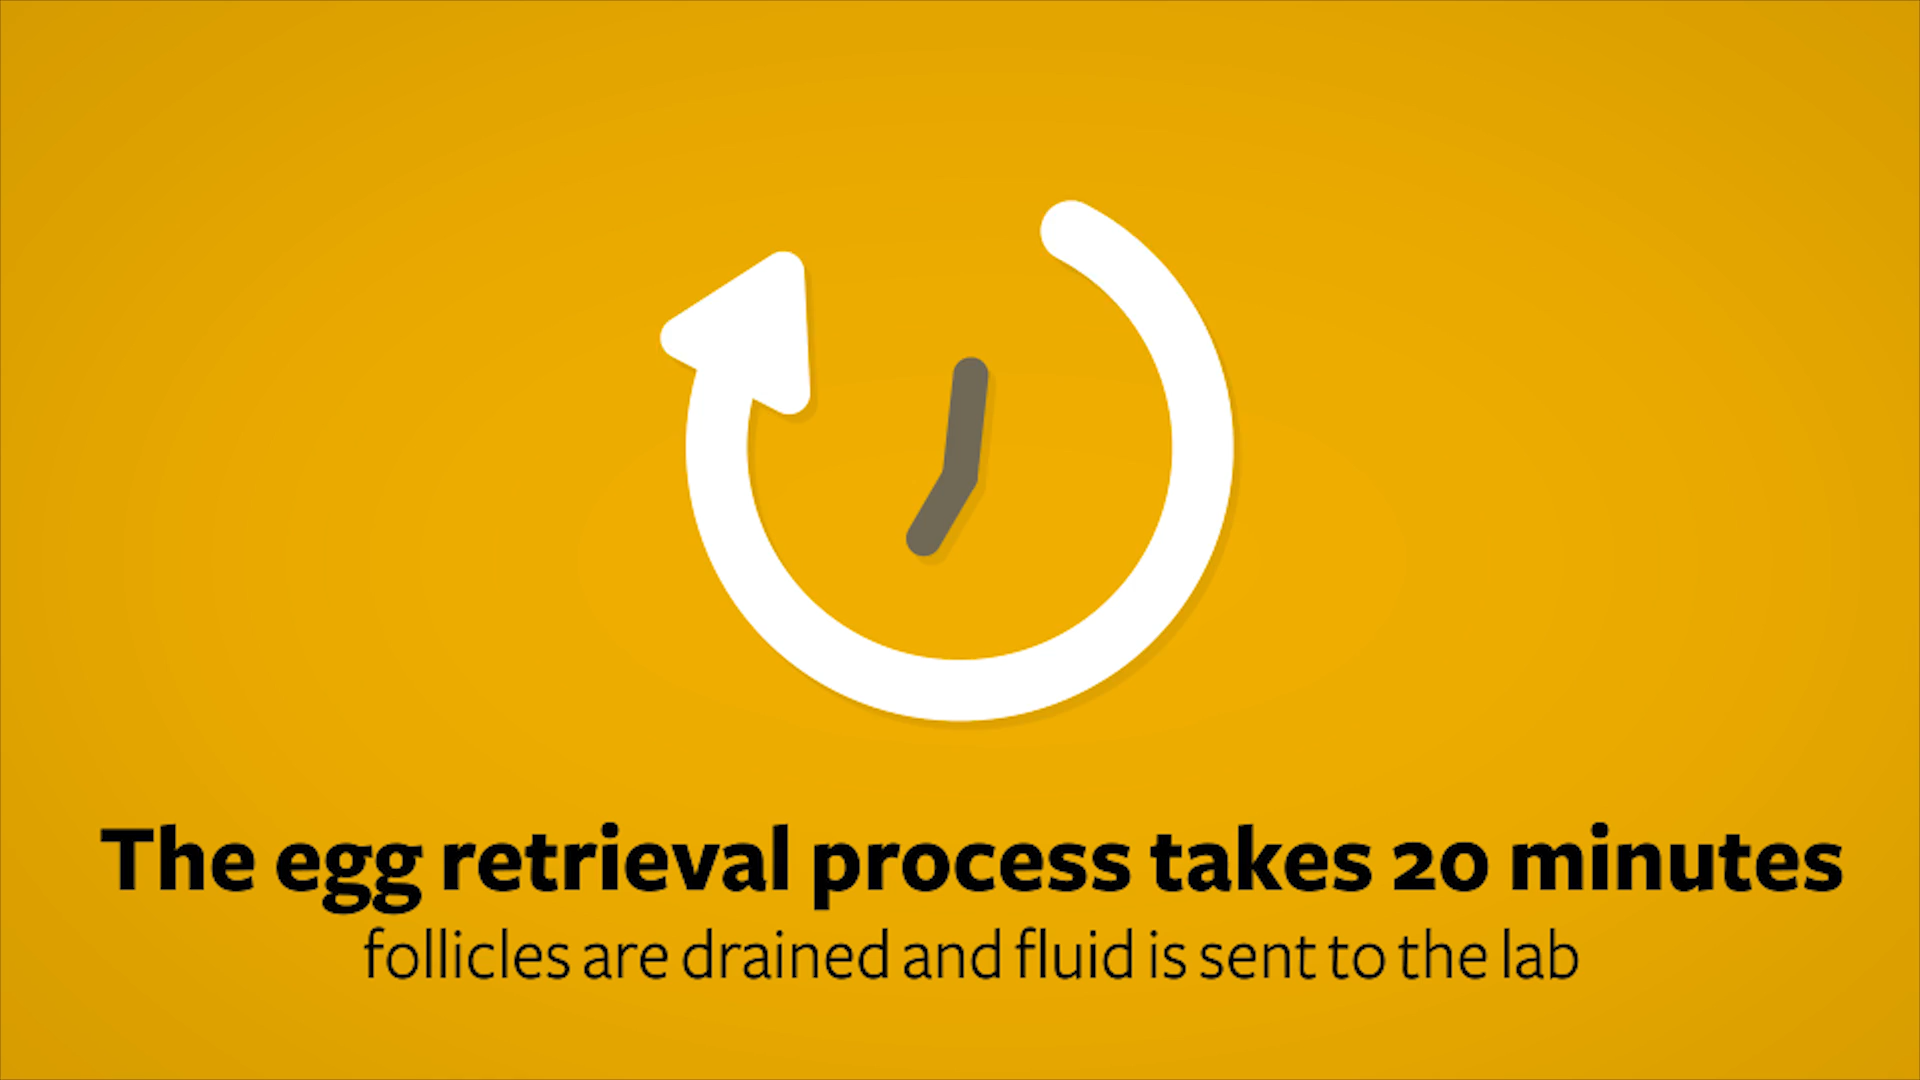 The egg retrieval process takes 20 minutes
follicles are drained and fluid is sent to the lab